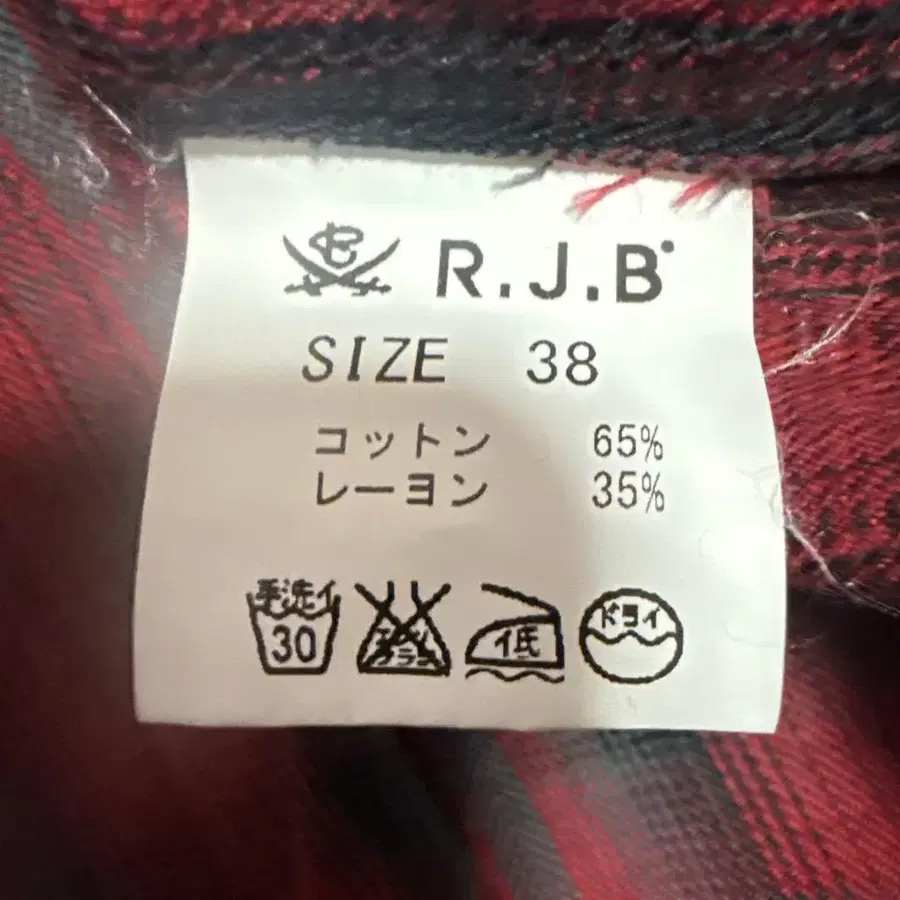 R.J.B
SIZE 38
コットン 65%
レーヨン 35%
手洗イ 30
エンソ
サラシ
低
ドライ